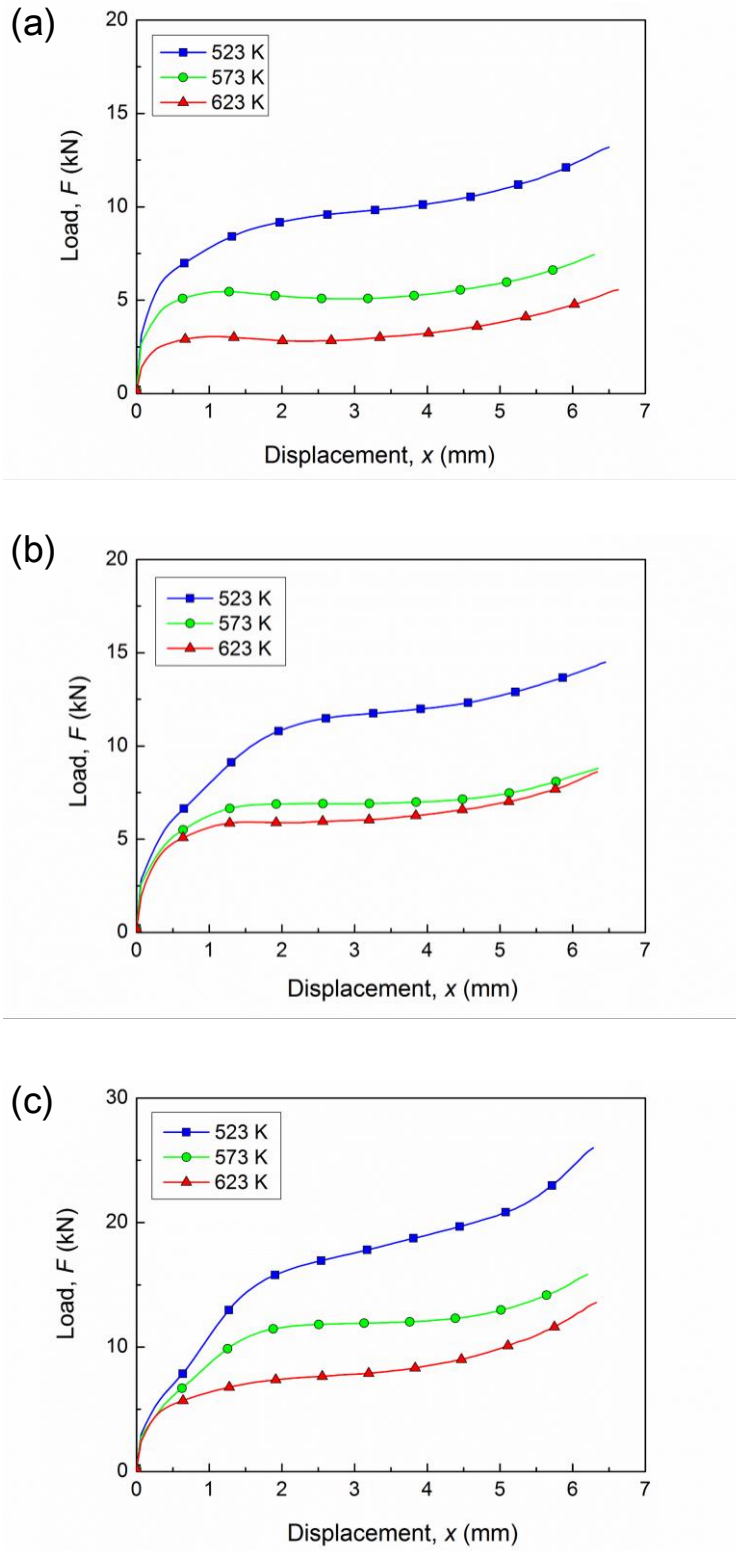 (a)
20
15
10
5
0
Load, F (kN)
523 K
573 K
623 K
0 1 2 3 4 5 6 7
Displacement, x (mm)
(b)
20
15
10
5
0
Load, F (kN)
523 K
573 K
623 K
0 1 2 3 4 5 6 7
Displacement, x (mm)
(c)
30
20
10
0
Load, F (kN)
523 K
573 K
623 K
0 1 2 3 4 5 6 7
Displacement, x (mm)